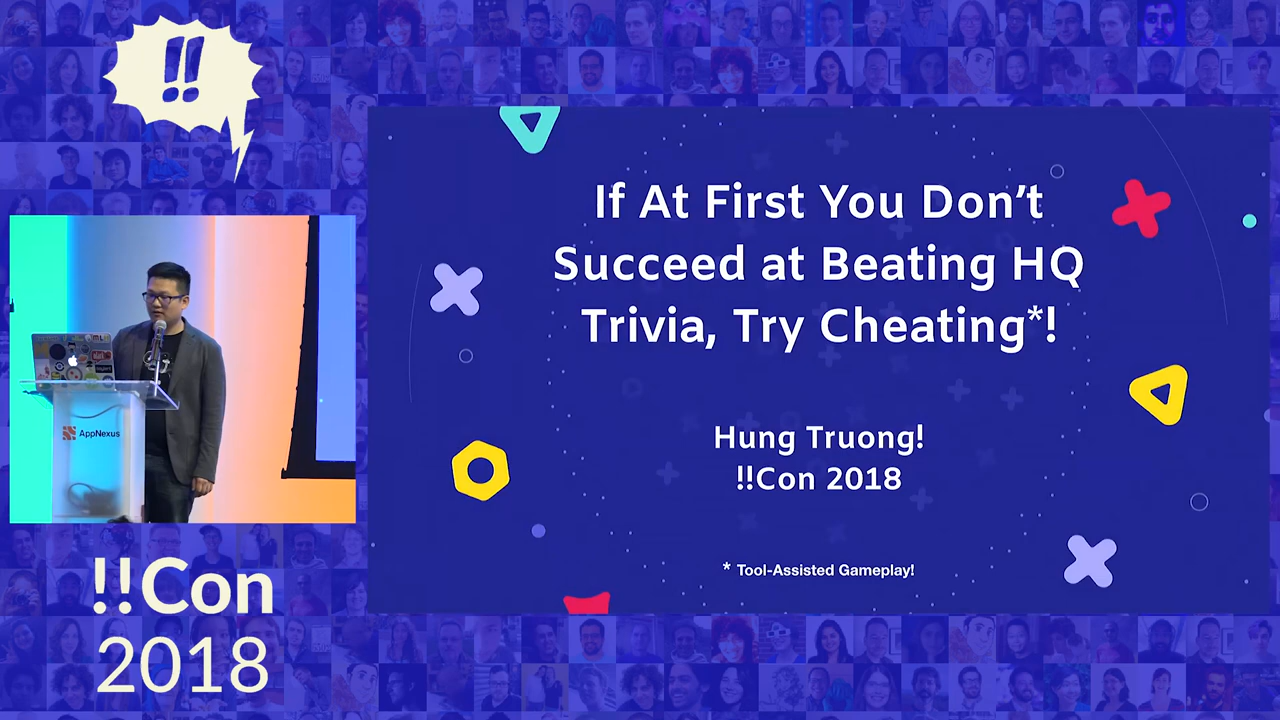 !!
If At First You Don’t
Succeed at Beating HQ
Trivia, Try Cheating*!
Hung Truong!
!!Con 2018
* Tool-Assisted Gameplay!
AppNexus
!!Con
2018